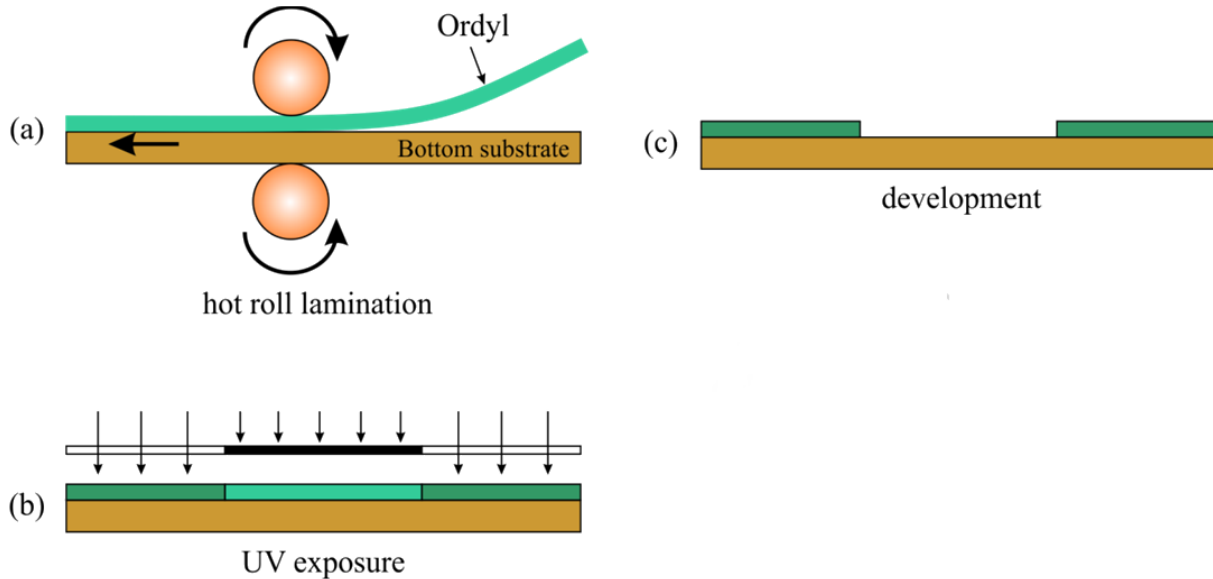 Ordyl
(a)
Bottom substrate
hot roll lamination
(c)
development
(b)
UV exposure